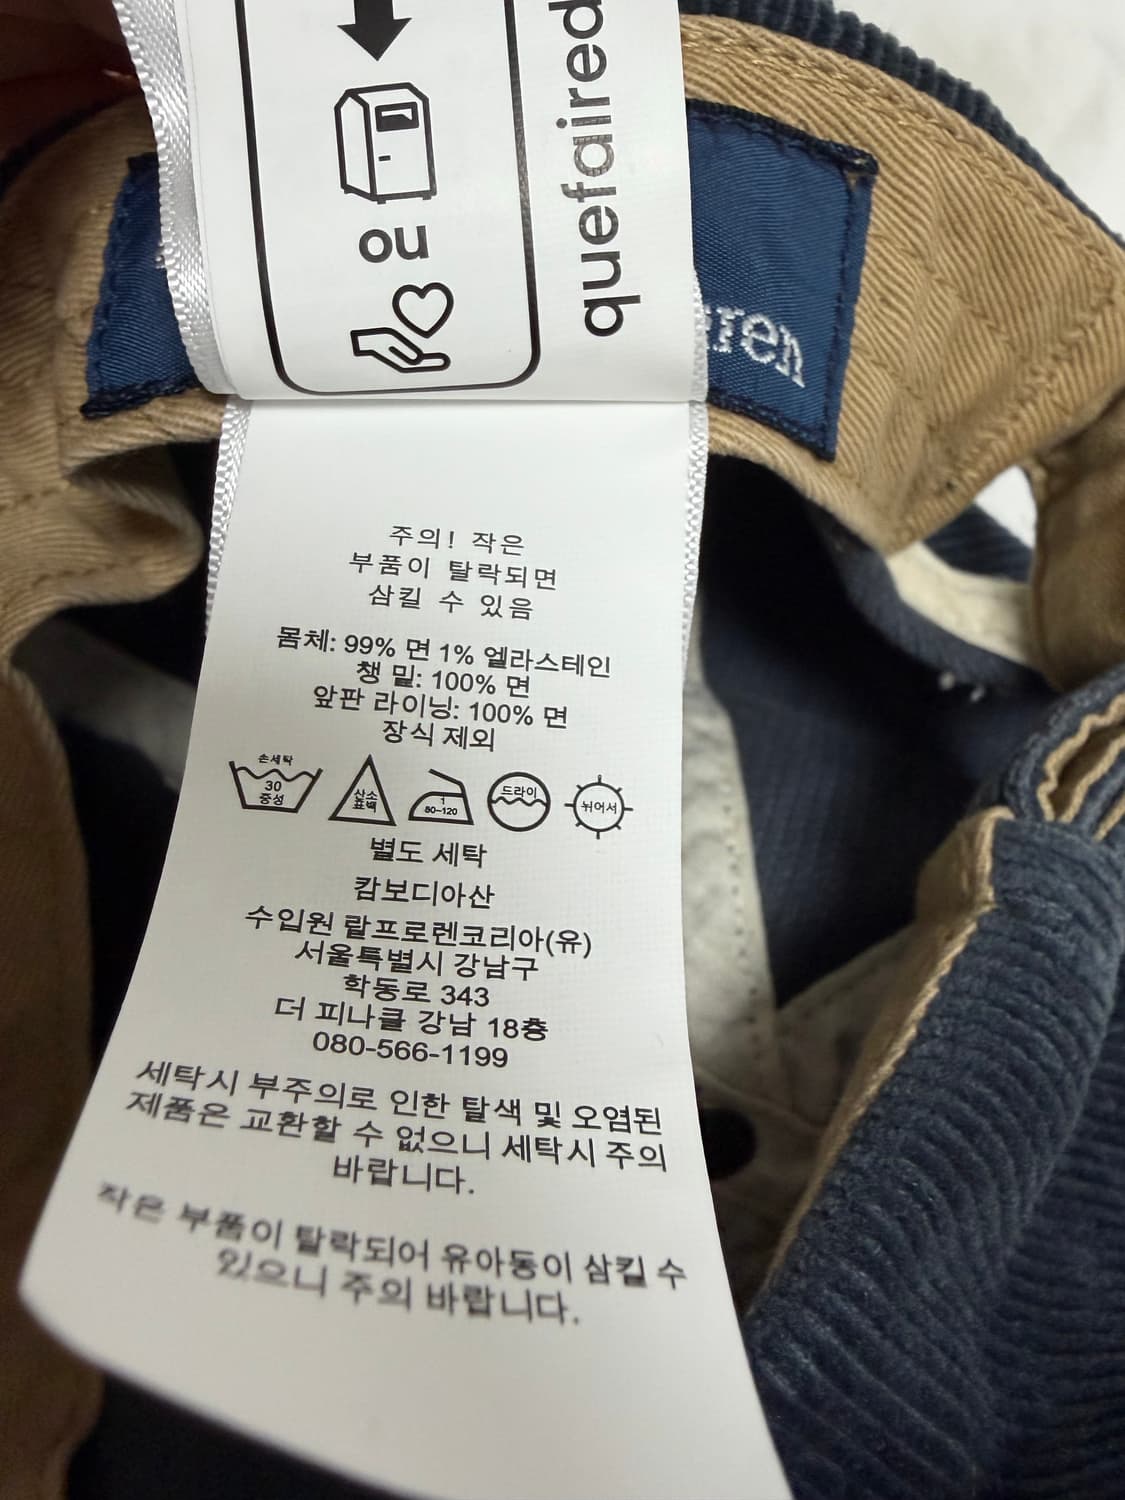 ou
quefaired
ren
주의! 작은
부품이 탈락되면
삼킬 수 있음
몸체: 99% 면 1% 엘라스테인
챙 밑: 100% 면
앞판 라이닝: 100% 면
장식 제외
손세탁
30
중성
산소
표백
1
80–120
드라이
뉘어서
별도 세탁
캄보디아산
수입원 랄프로렌코리아(유)
서울특별시 강남구
학동로 343
더 피나클 강남 18층
080-566-1199
세탁시 부주의로 인한 탈색 및 오염된
제품은 교환할 수 없으니 세탁시 주의
바랍니다.
작은 부품이 탈락되어 유아동이 삼킬 수
있으니 주의 바랍니다.